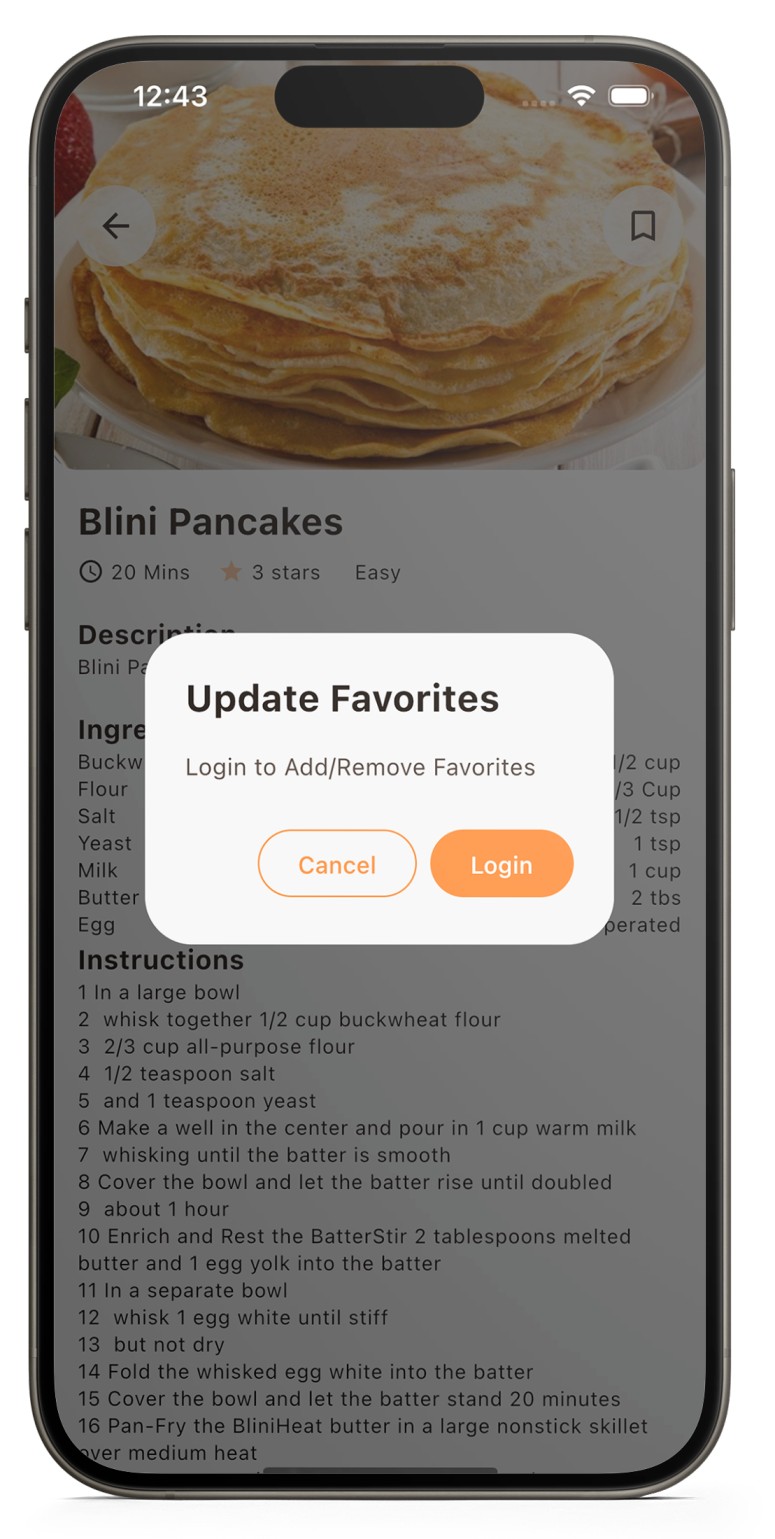 12:43
Blini Pancakes
20 Mins 3 stars Easy
Description
Blini
Update Favorites
Login to Add/Remove Favorites
Cancel Login
1/2 cup
Flour /3 Cup
Salt 1/2 tsp
Yeast 1 tsp
Milk 1 cup
Butter 2 tbs
Egg
Instructions
1 In a large bowl
2 whisk together 1/2 cup buckwheat flour
3 2/3 cup all-purpose flour
4 1/2 teaspoon salt
5 and 1 teaspoon yeast
6 Make a well in the center and pour in 1 cup warm milk
7 whisking until the batter is smooth
8 Cover the bowl and let the batter rise until doubled
9 about 1 hour
10 Enrich and Rest the BatterStir 2 tablespoons melted
butter and 1 egg yolk into the batter
11 In a separate bowl
12 whisk 1 egg white until stiff
13 but not dry
14 Fold the whisked egg white into the batter
15 Cover the bowl and let the batter stand 20 minutes
16 Pan-Fry the BliniHeat butter in a large nonstick skillet
over medium heat